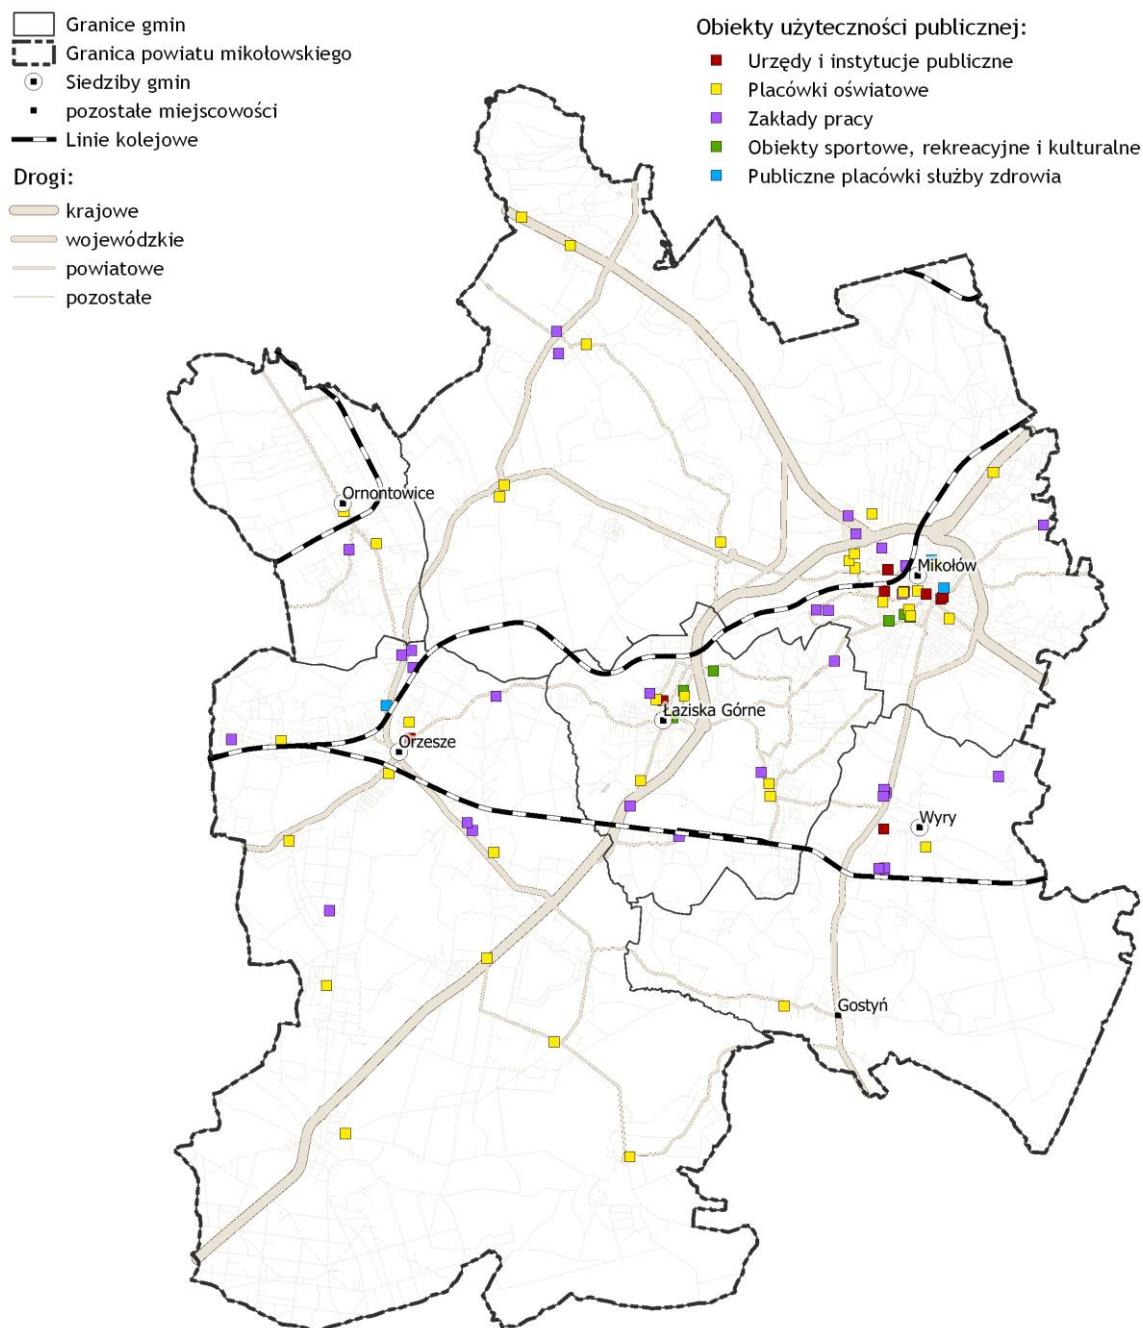 Granice gmin
Granica powiatu mikołowskiego
Siedziby gmin
pozostałe miejscowości
Linie kolejowe
Drogi:
krajowe
wojewódzkie
powiatowe
pozostałe
Obiekty użyteczności publicznej:
Urzędy i instytucje publiczne
Placówki oświatowe
Zakłady pracy
Obiekty sportowe, rekreacyjne i kulturalne
Publiczne placówki służby zdrowia
Ornontowice
Mikołów
Łaziska Górne
Orzesze
Wyry
Gostyń